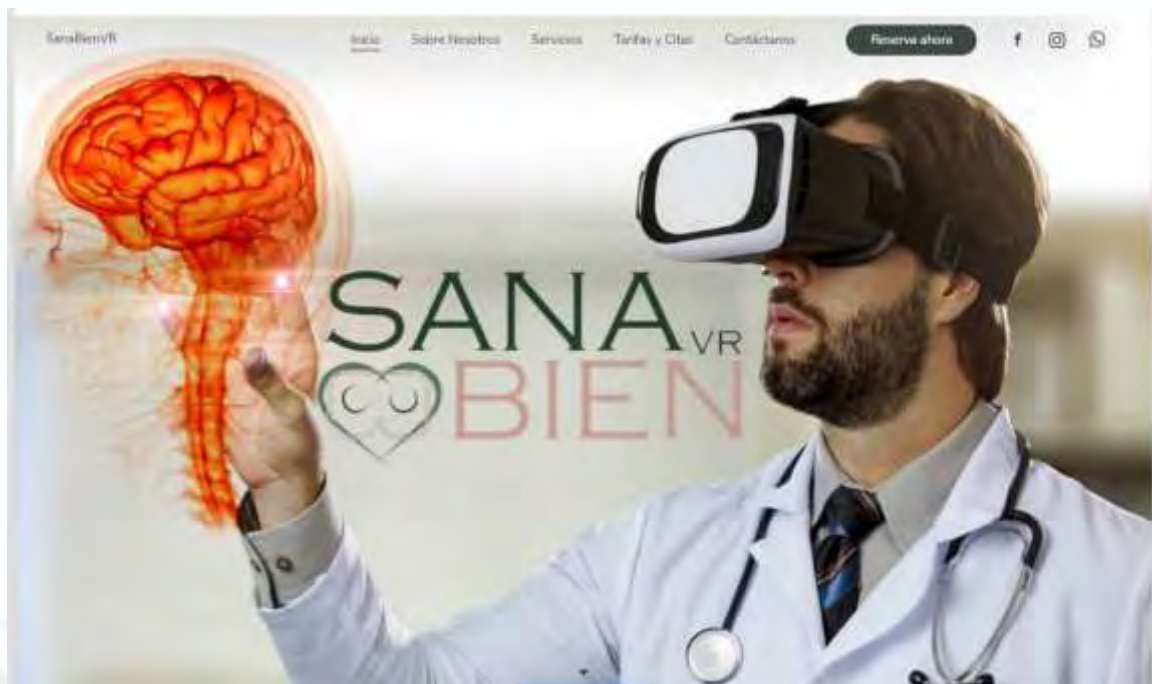 SanaBienVR
Inicio Sobre Nosotros Servicios Tarifas y Citas Contáctanos Reserva ahora
SANA VR
BIEN